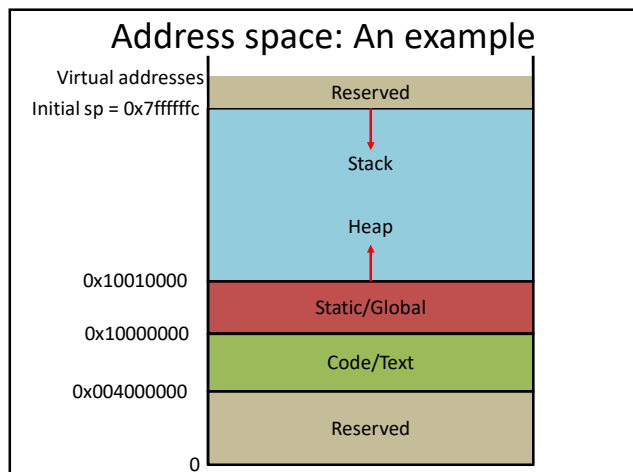 Address space: An example
Virtual addresses
Reserved
Initial sp = 0x7ffffffc
Stack
Heap
0x10010000
Static/Global
0x10000000
Code/Text
0x004000000
Reserved
0